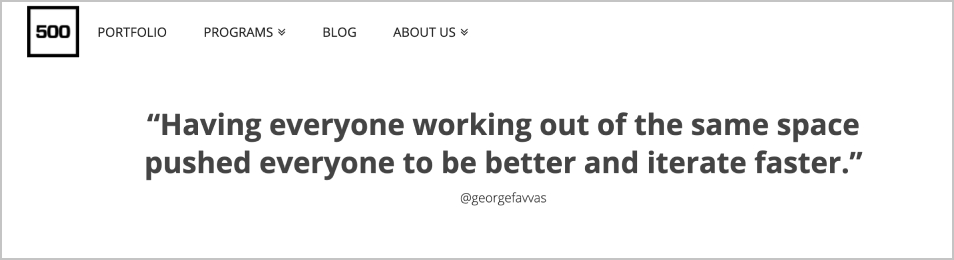 500 PORTFOLIO PROGRAMS BLOG ABOUT US
“Having everyone working out of the same space
pushed everyone to be better and iterate faster.”
@georgefavvas